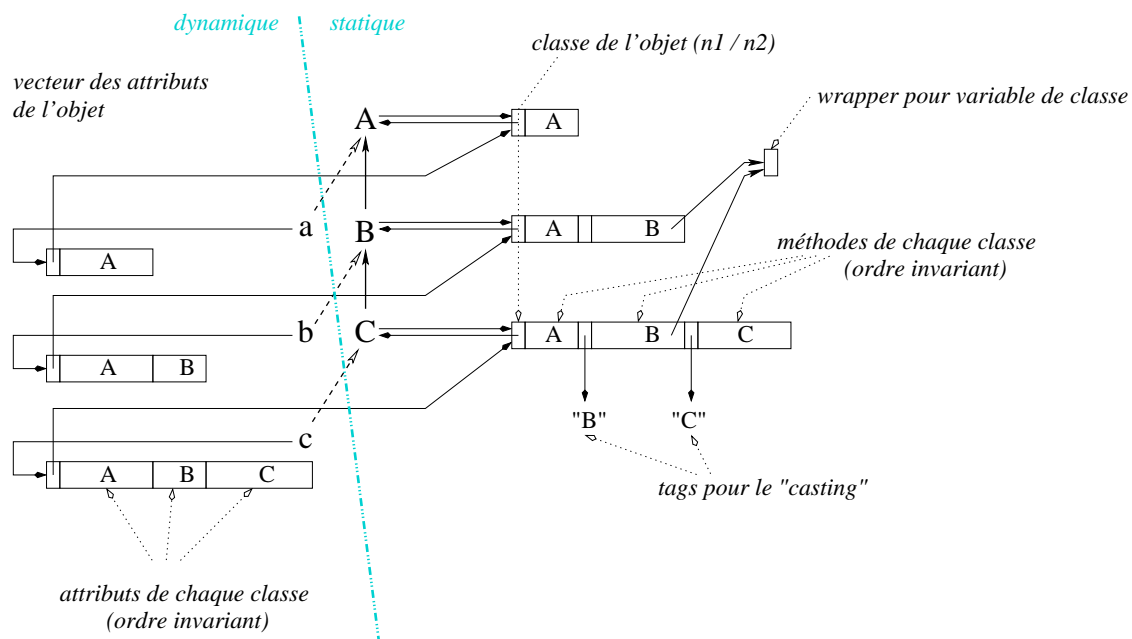 dynamique
statique
classe de l'objet (n1 / n2)
vecteur des attributs
de l'objet
wrapper pour variable de classe
A
A
a
B
A
B
A
méthodes de chaque classe
(ordre invariant)
b
C
A
B
C
A
B
"B"
"C"
c
A
B
C
tags pour le "casting"
attributs de chaque classe
(ordre invariant)